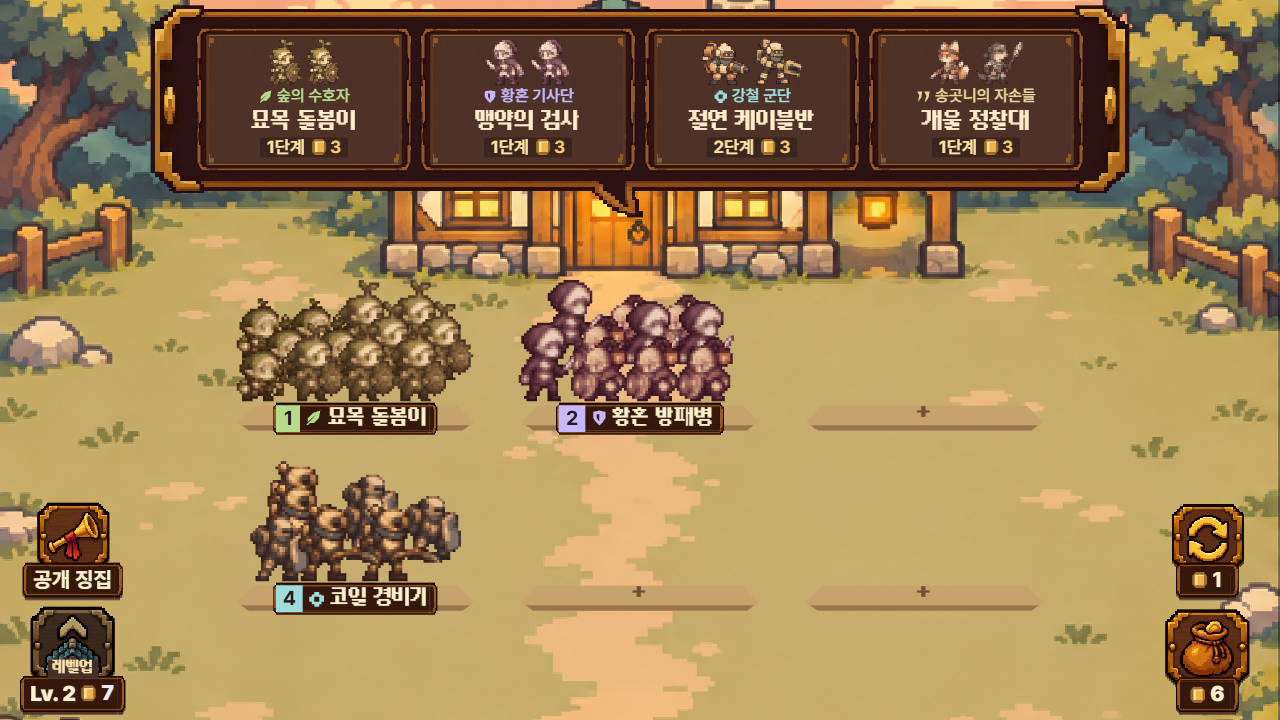 숲의 수호자
묘목 돌봄이
1단계 3
황혼 기사단
맹약의 검사
1단계 3
강철 군단
절연 케이블반
2단계 3
송곳니의 자손들
개울 정찰대
1단계 3
1 묘목 돌봄이
2 황혼 방패병
+
4 코일 경비기
+
+
공개 징집
레벨업
Lv. 2 7
1
6